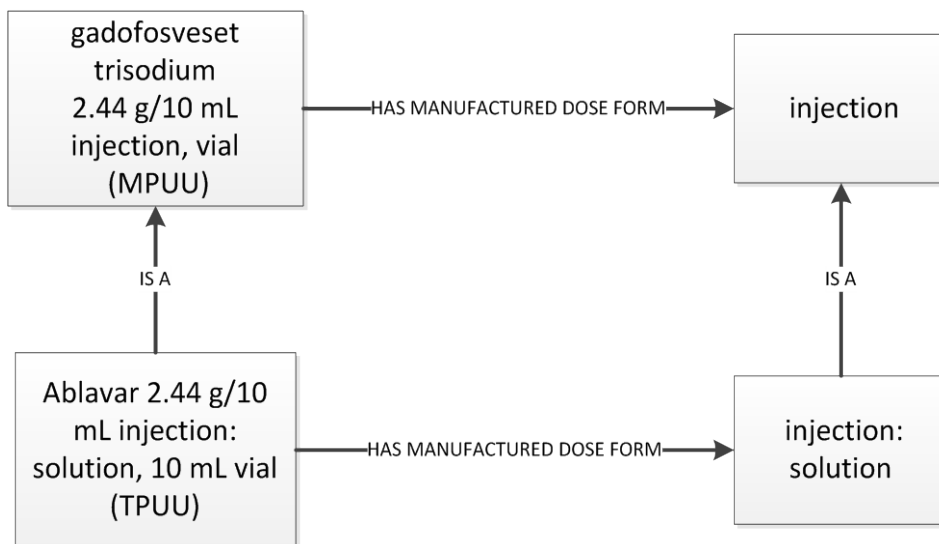 gadofosveset
trisodium
2.44 g/10 mL
injection, vial
(MPUU)
HAS MANUFACTURED DOSE FORM
injection
IS A
IS A
Ablavar 2.44 g/10
mL injection:
solution, 10 mL vial
(TPUU)
HAS MANUFACTURED DOSE FORM
injection:
solution